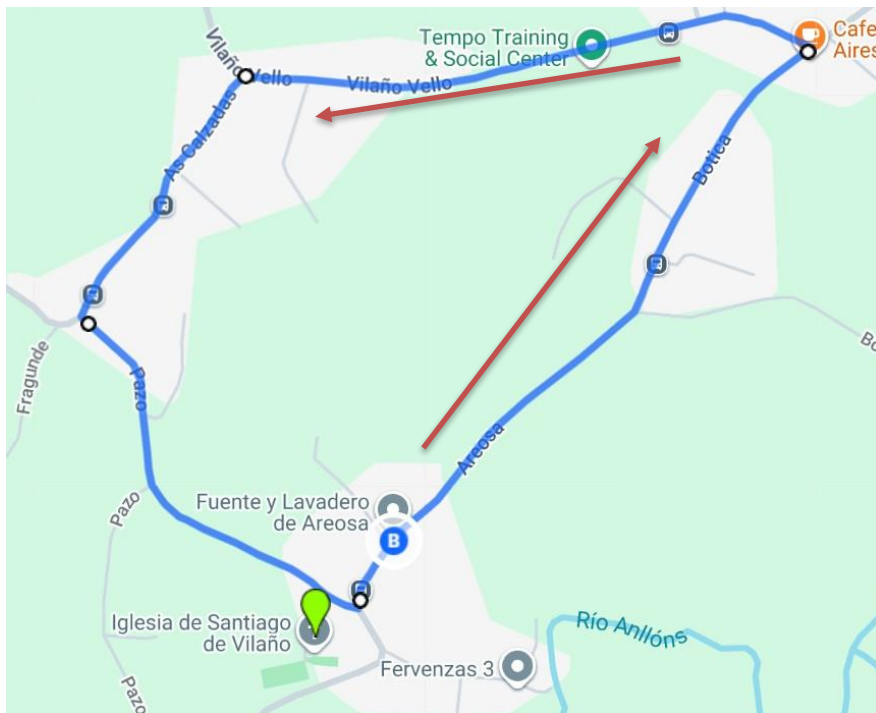 Tempo Training
& Social Center
Cafe
Aires
Vilaño Vello
Vilaño Vello
As Calzadas
Botica
Bo
Fragunde
Pazo
Areosa
Pazo
Fuente y Lavadero
de Areosa
B
Iglesia de Santiago
de Vilaño
Río Anllóns
Fervenzas 3
Pazo